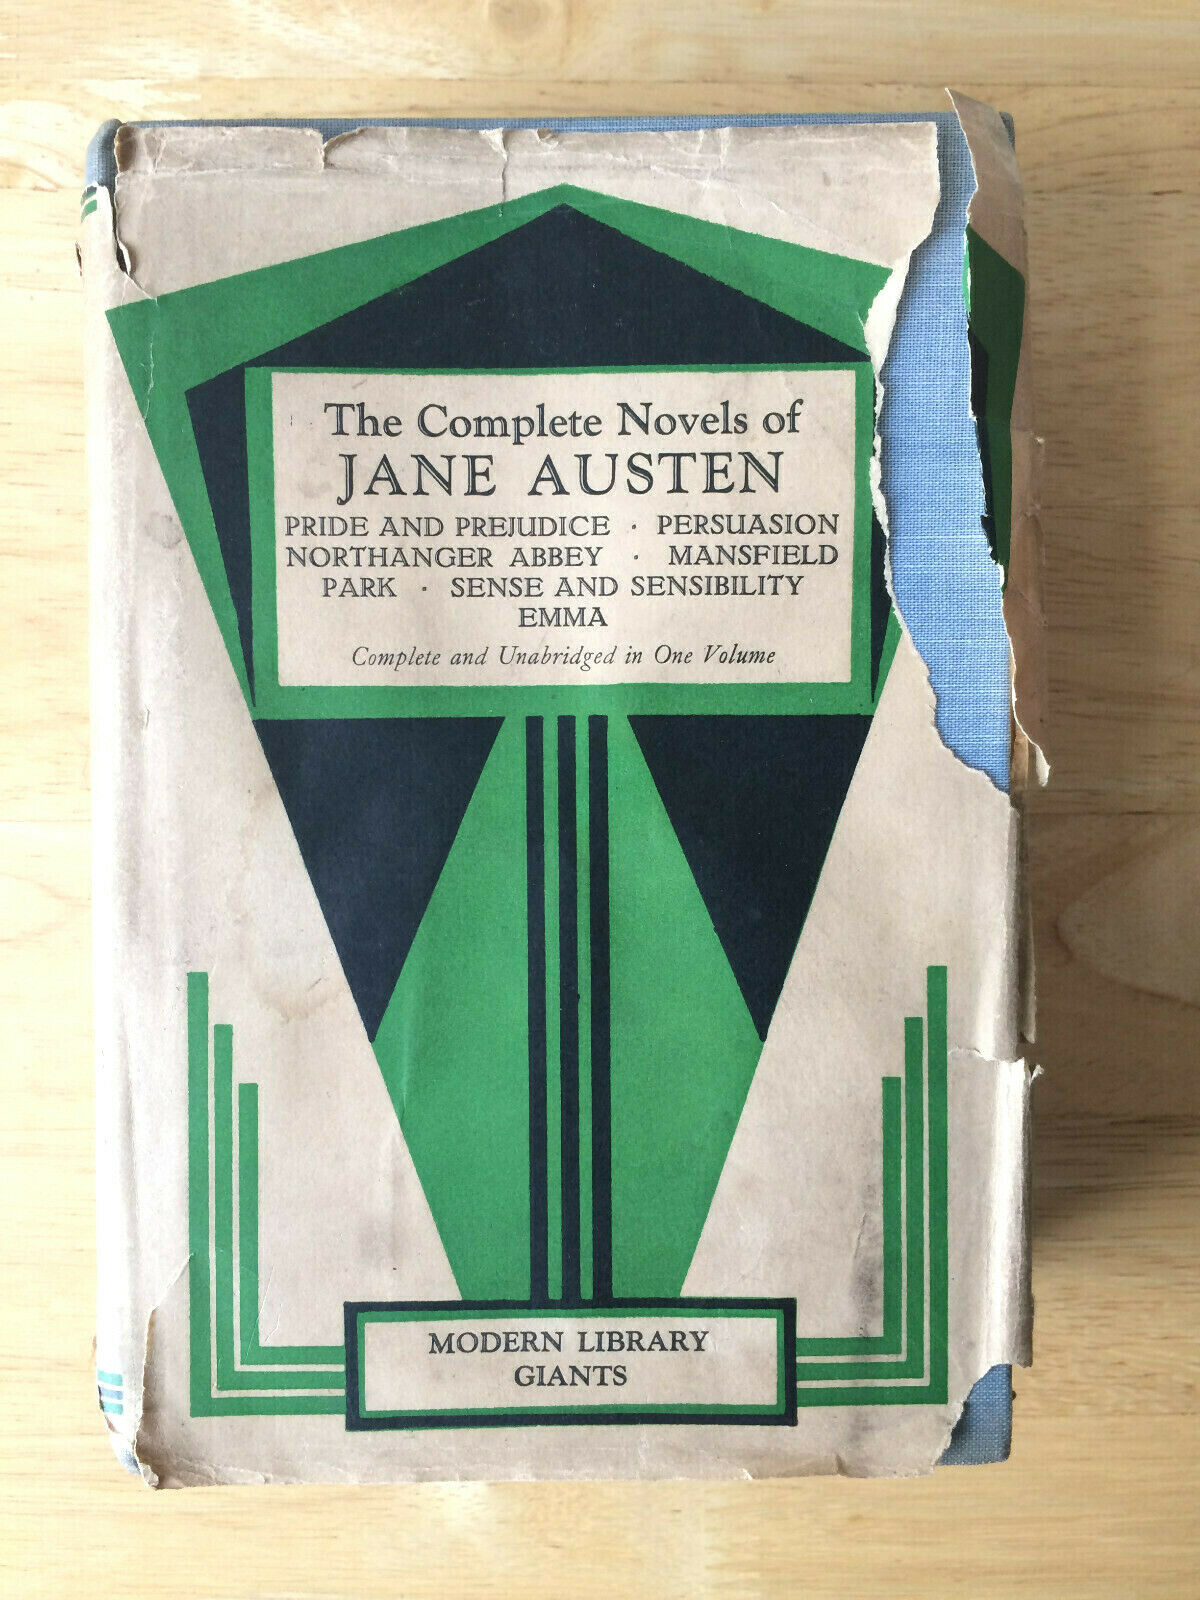 The Complete Novels of
JANE AUSTEN
PRIDE AND PREJUDICE · PERSUASION
NORTHANGER ABBEY · MANSFIELD
PARK · SENSE AND SENSIBILITY
EMMA
Complete and Unabridged in One Volume
MODERN LIBRARY
GIANTS